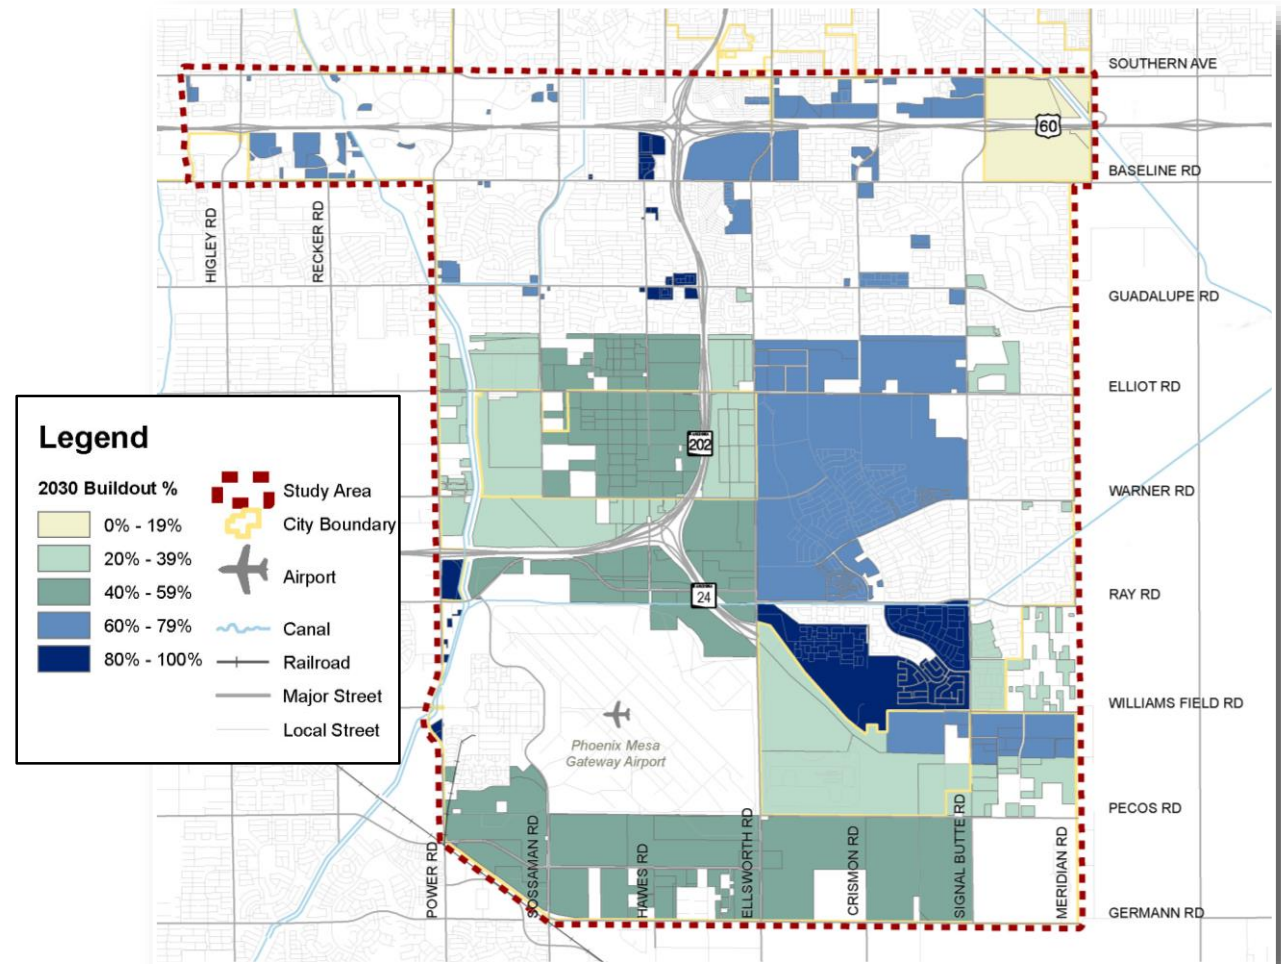 SOUTHERN AVE
60
BASELINE RD
HIGLEY RD
RECKER RD
GUADALUPE RD
ELLIOT RD
Legend
2030 Buildout %
0% - 19%
20% - 39%
40% - 59%
60% - 79%
80% - 100%
Study Area
City Boundary
Airport
Canal
Railroad
Major Street
Local Street
202
WARNER RD
24
RAY RD
WILLIAMS FIELD RD
Phoenix Mesa
Gateway Airport
PECOS RD
POWER RD
SOSSAMAN RD
HAWES RD
ELLSWORTH RD
CRISMON RD
SIGNAL BUTTE RD
MERIDIAN RD
GERMANN RD